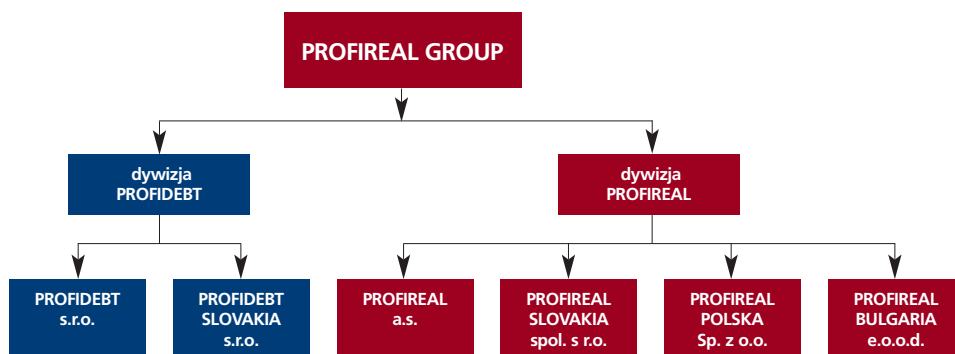 PROFIREAL GROUP
dywizja
PROFIDEBT
dywizja
PROFIREAL
PROFIDEBT
s.r.o.
PROFIDEBT
SLOVAKIA
s.r.o.
PROFIREAL
a.s.
PROFIREAL
SLOVAKIA
spol. s r.o.
PROFIREAL
POLSKA
Sp. z o.o.
PROFIREAL
BULGARIA
e.o.o.d.